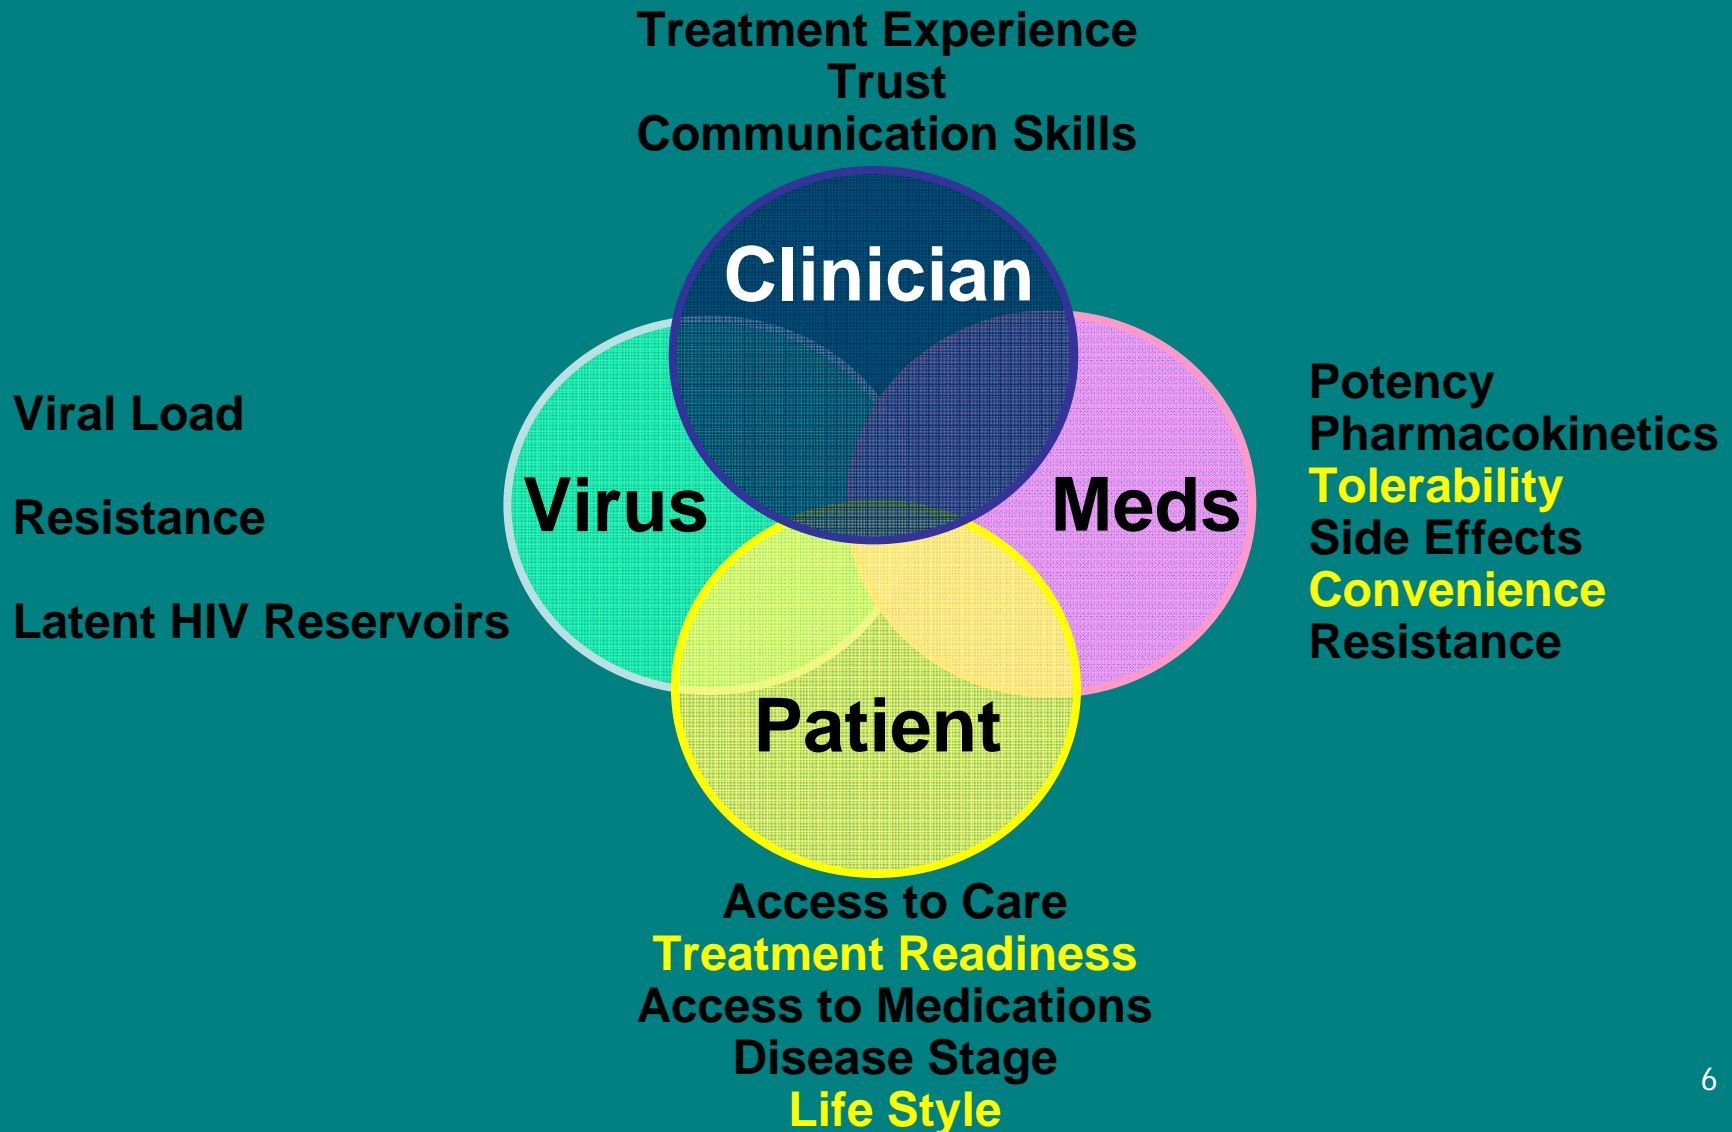 Treatment Experience
Trust
Communication Skills
Clinician
Viral Load
Resistance
Latent HIV Reservoirs
Virus
Meds
Potency
Pharmacokinetics
Tolerability
Side Effects
Convenience
Resistance
Patient
Access to Care
Treatment Readiness
Access to Medications
Disease Stage
Life Style
6